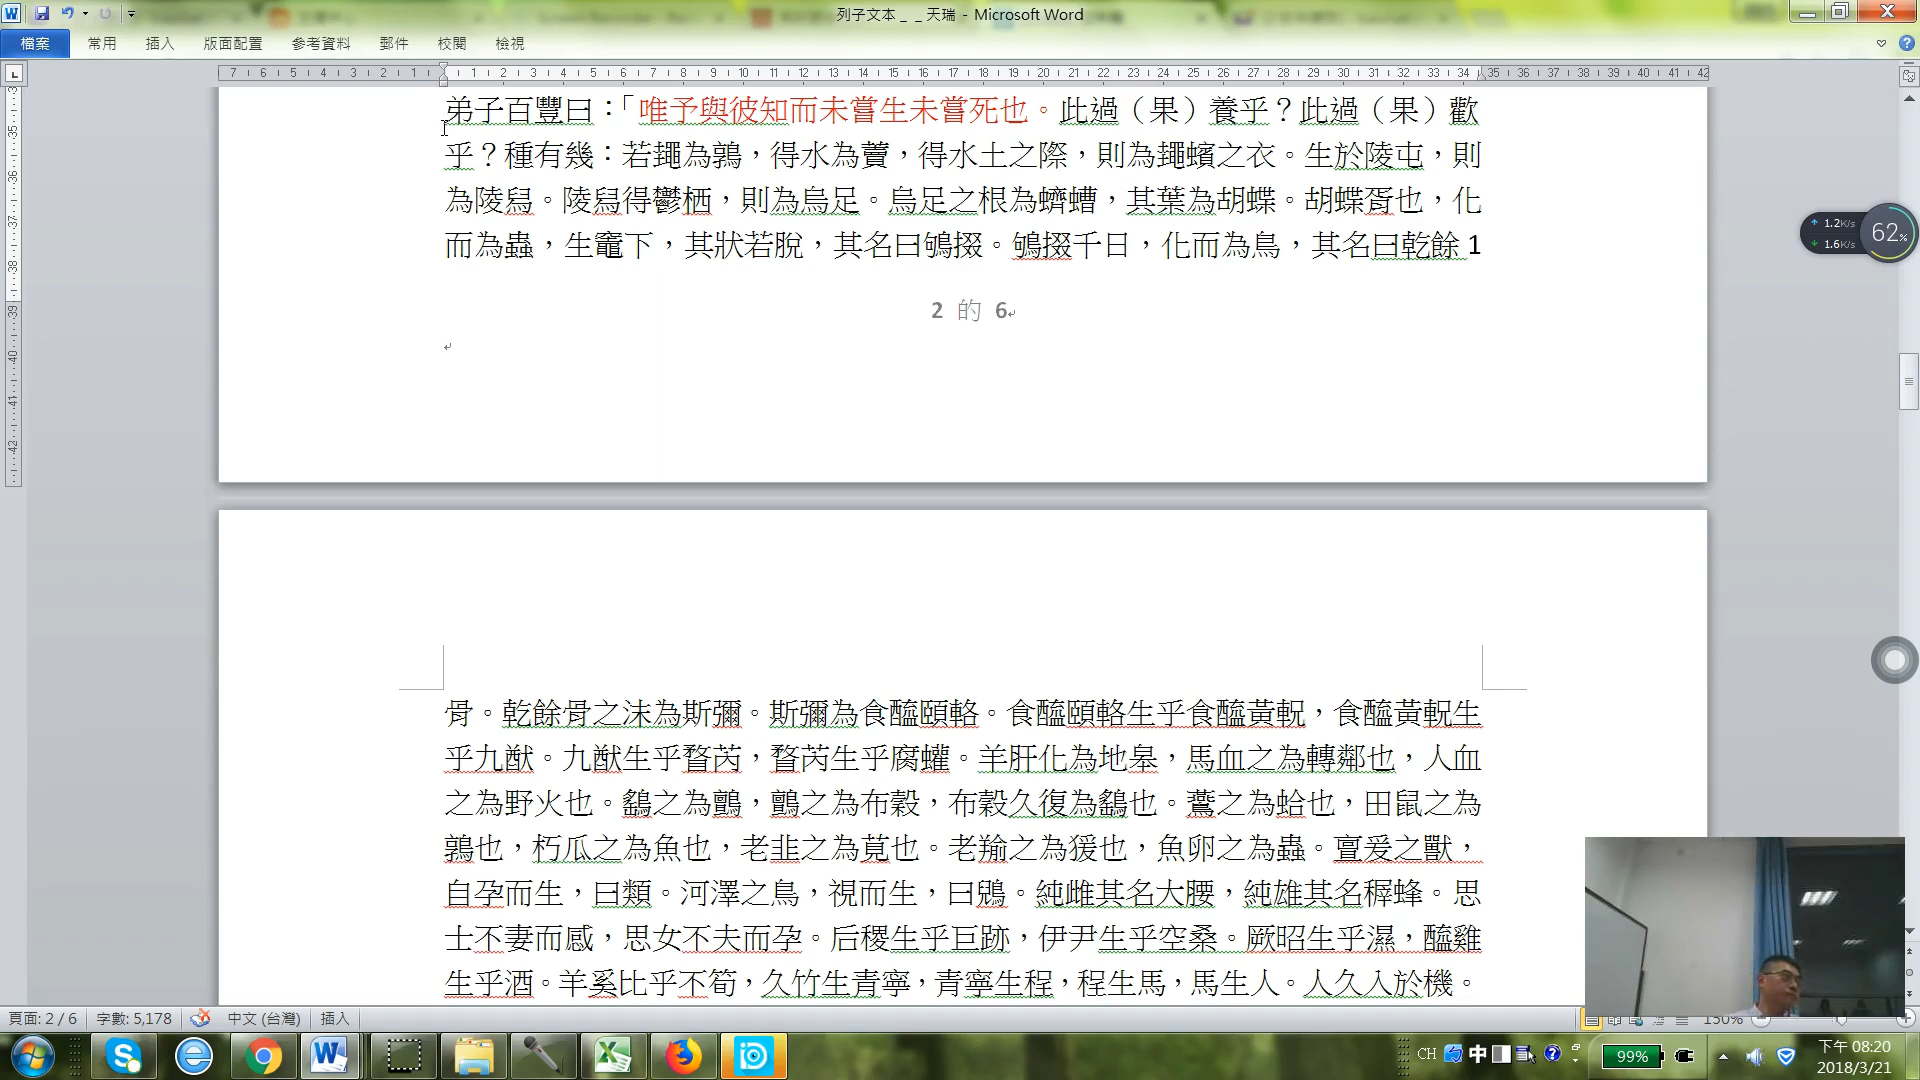 列子文本＿＿天瑞 - Microsoft Word
檔案 常用 插入 版面配置 參考資料 郵件 校閱 檢視
弟子百豐曰：「唯予與彼知而未嘗生未嘗死也。此過（果）養乎？此過（果）歡
乎？種有幾：若䵷為鶉，得水為㡭，得水土之際，則為䵷蠙之衣。生於陵屯，則
為陵舄。陵舄得鬱栖，則為烏足。烏足之根為蠐螬，其葉為胡蝶。胡蝶胥也，化
而為蟲，生竈下，其狀若脫，其名曰鴝掇。鴝掇千日，化而為鳥，其名曰乾餘 1
2 的 6
骨。乾餘骨之沫為斯彌。斯彌為食醯頤輅。食醯頤輅生乎食醯黃軦，食醯黃軦生
乎九猷。九猷生乎瞀芮，瞀芮生乎腐蠸。羊肝化為地皋，馬血之為轉鄰也，人血
之為野火也。鷂之為鸇，鸇之為布穀，布穀久復為鷂也。鷰之為蛤也，田鼠之為
鶉也，朽瓜之為魚也，老韭之為莧也。老羭之為猨也，魚卵之為蟲。亶爰之獸，
自孕而生，曰類。河澤之鳥，視而生，曰鶂。純雌其名大腰，純雄其名稺蜂。思
士不妻而感，思女不夫而孕。后稷生乎巨跡，伊尹生乎空桑。厥昭生乎濕，醯雞
生乎酒。羊奚比乎不筍，久竹生青寧，青寧生程，程生馬，馬生人。人久入於機。
1.2K/s
1.6K/s
62%
頁面: 2 / 6 字數: 5,178 中文 (台灣) 插入 150%
CH 中 99% 下午 08:20
2018/3/21